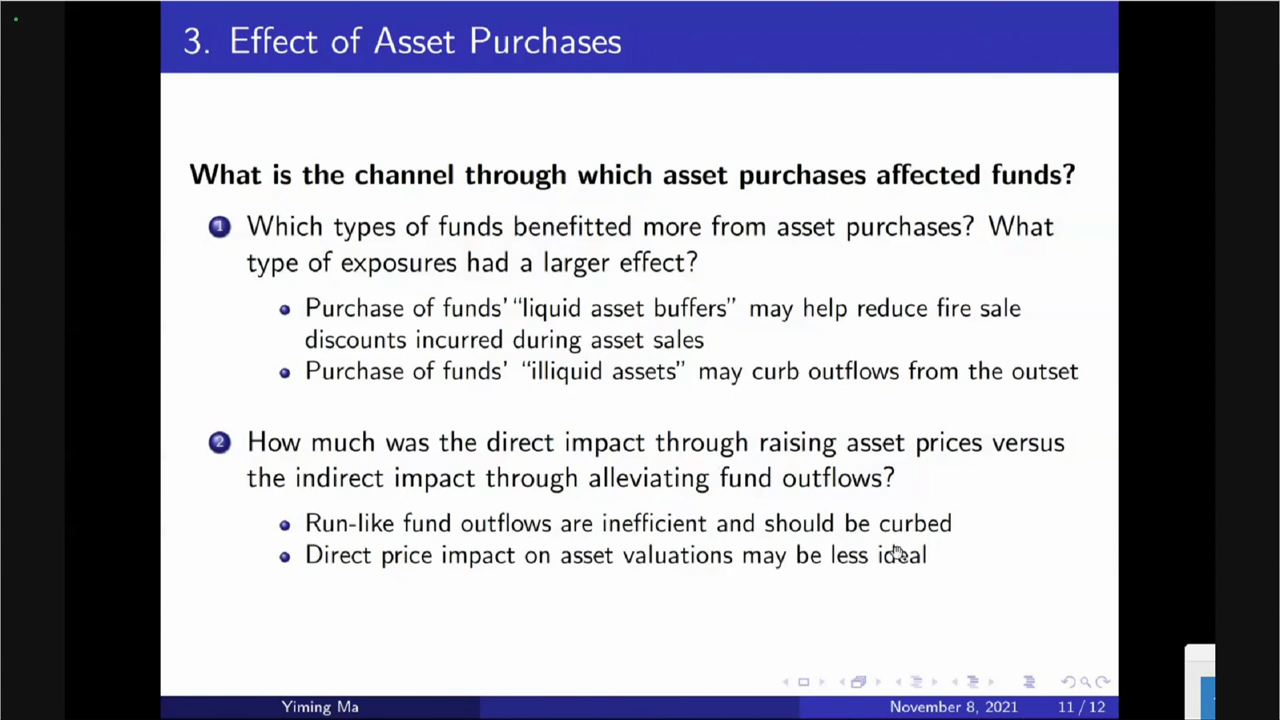 3. Effect of Asset Purchases
What is the channel through which asset purchases affected funds?
1 Which types of funds benefitted more from asset purchases? What
type of exposures had a larger effect?
Purchase of funds' “liquid asset buffers” may help reduce fire sale
discounts incurred during asset sales
Purchase of funds' “illiquid assets” may curb outflows from the outset
2 How much was the direct impact through raising asset prices versus
the indirect impact through alleviating fund outflows?
Run-like fund outflows are inefficient and should be curbed
Direct price impact on asset valuations may be less ideal
Yiming Ma
November 8, 2021
11 / 12